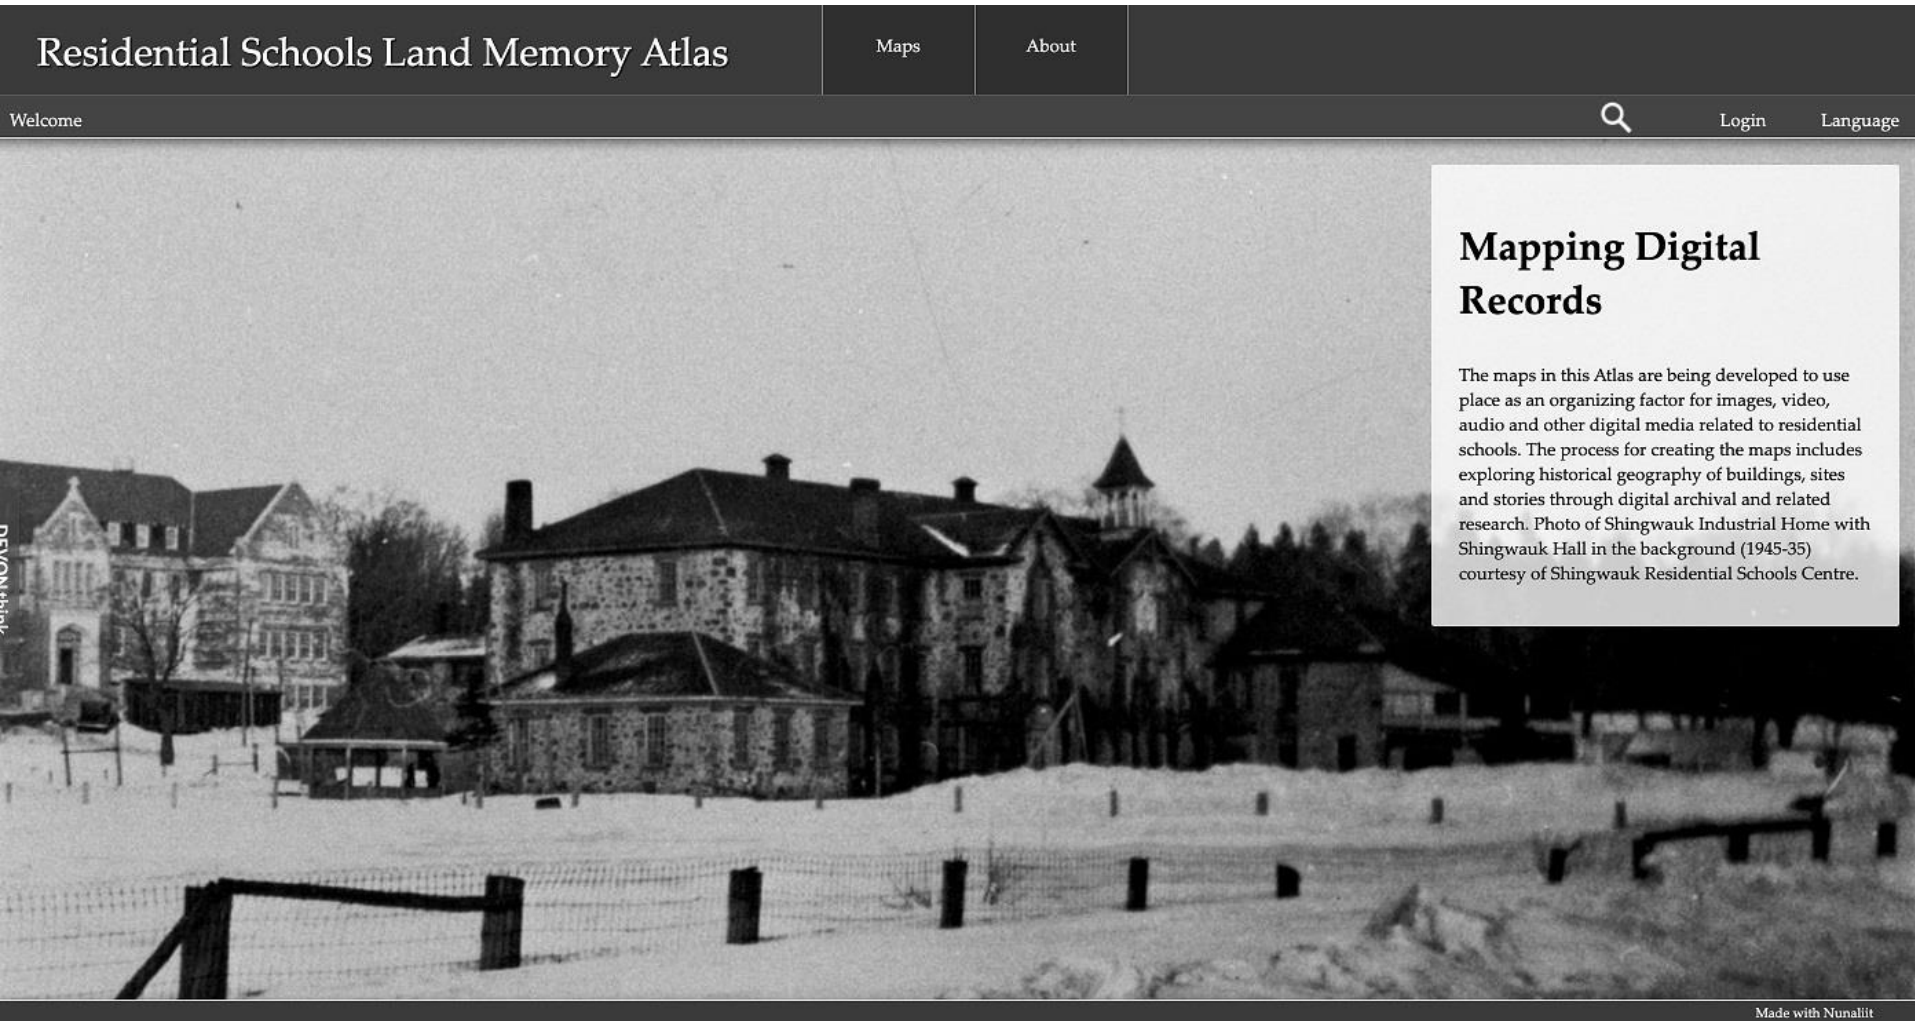 Residential Schools Land Memory Atlas
Maps
About
Welcome
Login
Language
Mapping Digital
Records
The maps in this Atlas are being developed to use
place as an organizing factor for images, video,
audio and other digital media related to residential
schools. The process for creating the maps includes
exploring historical geography of buildings, sites
and stories through digital archival and related
research. Photo of Shingwauk Industrial Home with
Shingwauk Hall in the background (1945-35)
courtesy of Shingwauk Residential Schools Centre.
DEVONthink
Made with Nunaliit